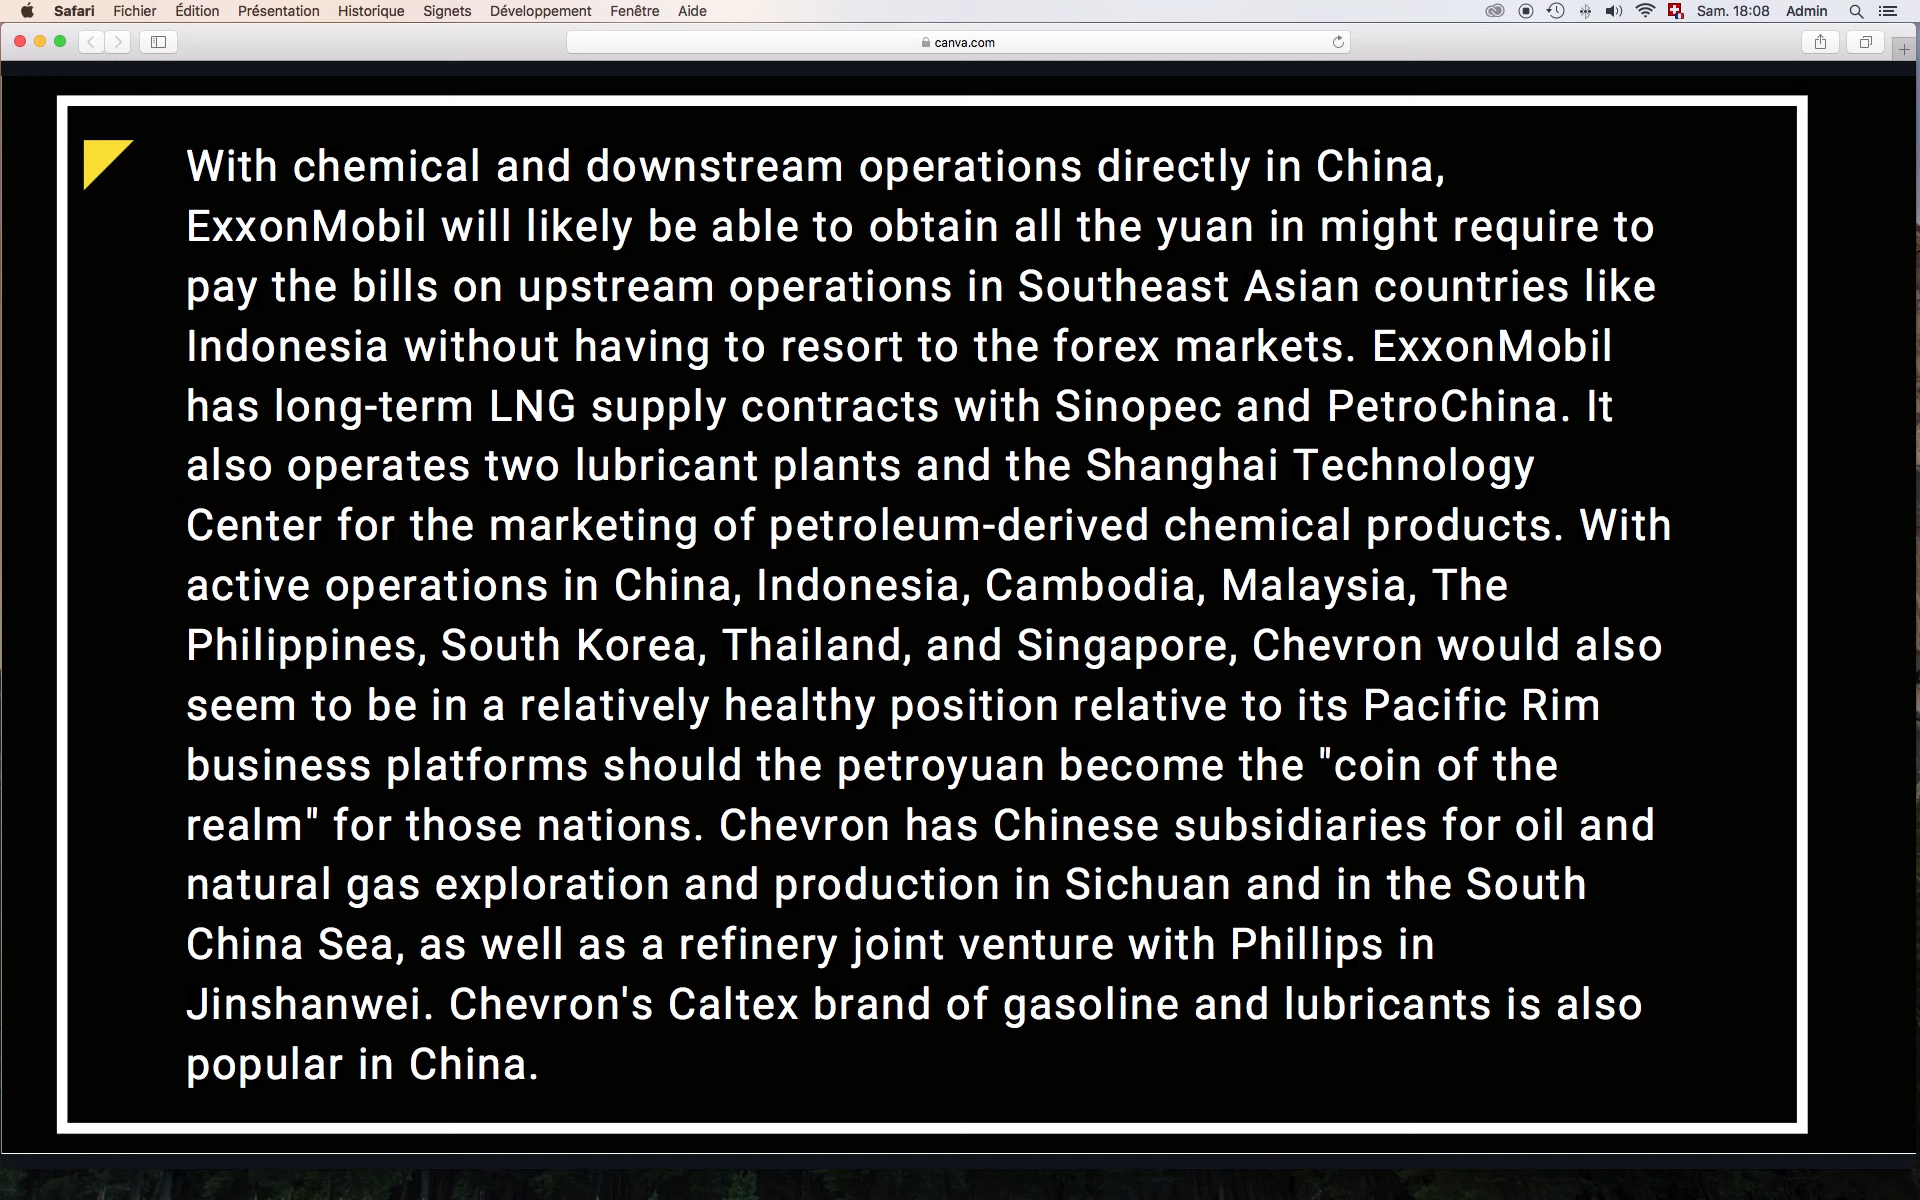 Safari Fichier Édition Présentation Historique Signets Développement Fenêtre Aide Sam. 18:08 Admin
canva.com
With chemical and downstream operations directly in China,
ExxonMobil will likely be able to obtain all the yuan in might require to
pay the bills on upstream operations in Southeast Asian countries like
Indonesia without having to resort to the forex markets. ExxonMobil
has long-term LNG supply contracts with Sinopec and PetroChina. It
also operates two lubricant plants and the Shanghai Technology
Center for the marketing of petroleum-derived chemical products. With
active operations in China, Indonesia, Cambodia, Malaysia, The
Philippines, South Korea, Thailand, and Singapore, Chevron would also
seem to be in a relatively healthy position relative to its Pacific Rim
business platforms should the petroyuan become the "coin of the
realm" for those nations. Chevron has Chinese subsidiaries for oil and
natural gas exploration and production in Sichuan and in the South
China Sea, as well as a refinery joint venture with Phillips in
Jinshanwei. Chevron's Caltex brand of gasoline and lubricants is also
popular in China.